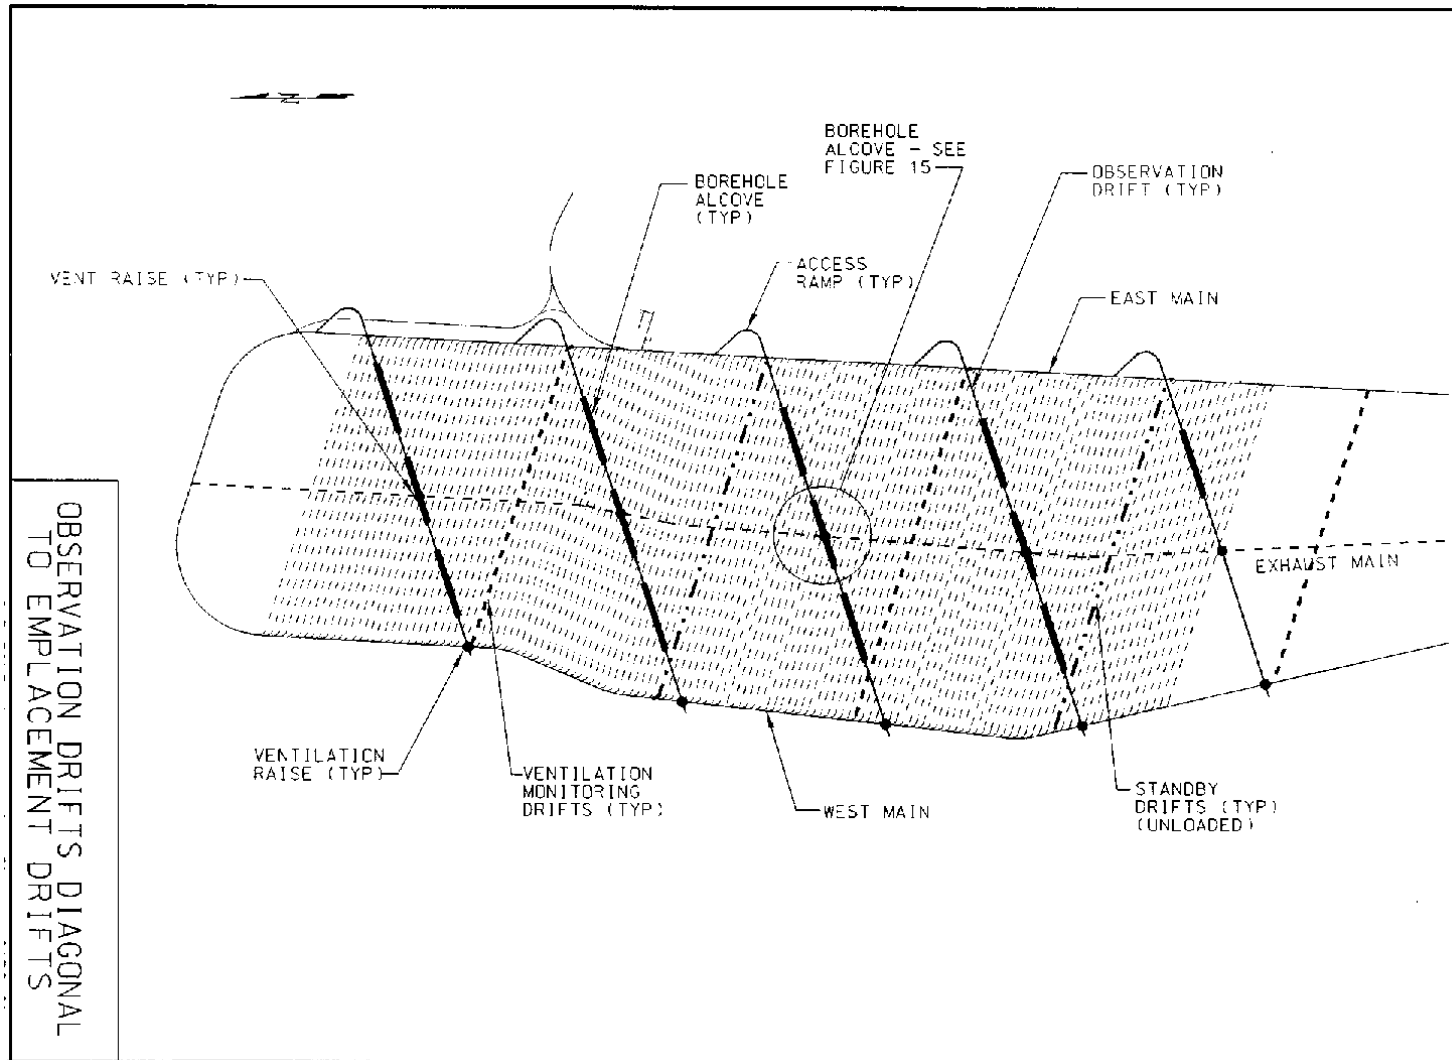 N
BOREHOLE
ALCOVE - SEE
FIGURE 15
OBSERVATION
DRIFT (TYP)
BOREHOLE
ALCOVE
(TYP)
VENT RAISE (TYP)
ACCESS
RAMP (TYP)
EAST MAIN
EXHAUST MAIN
VENTILATION
RAISE (TYP)
VENTILATION
MONITORING
DRIFTS (TYP)
WEST MAIN
STANDBY
DRIFTS (TYP)
(UNLOADED)
OBSERVATION DRIFTS DIAGONAL
TO EMPLACEMENT DRIFTS